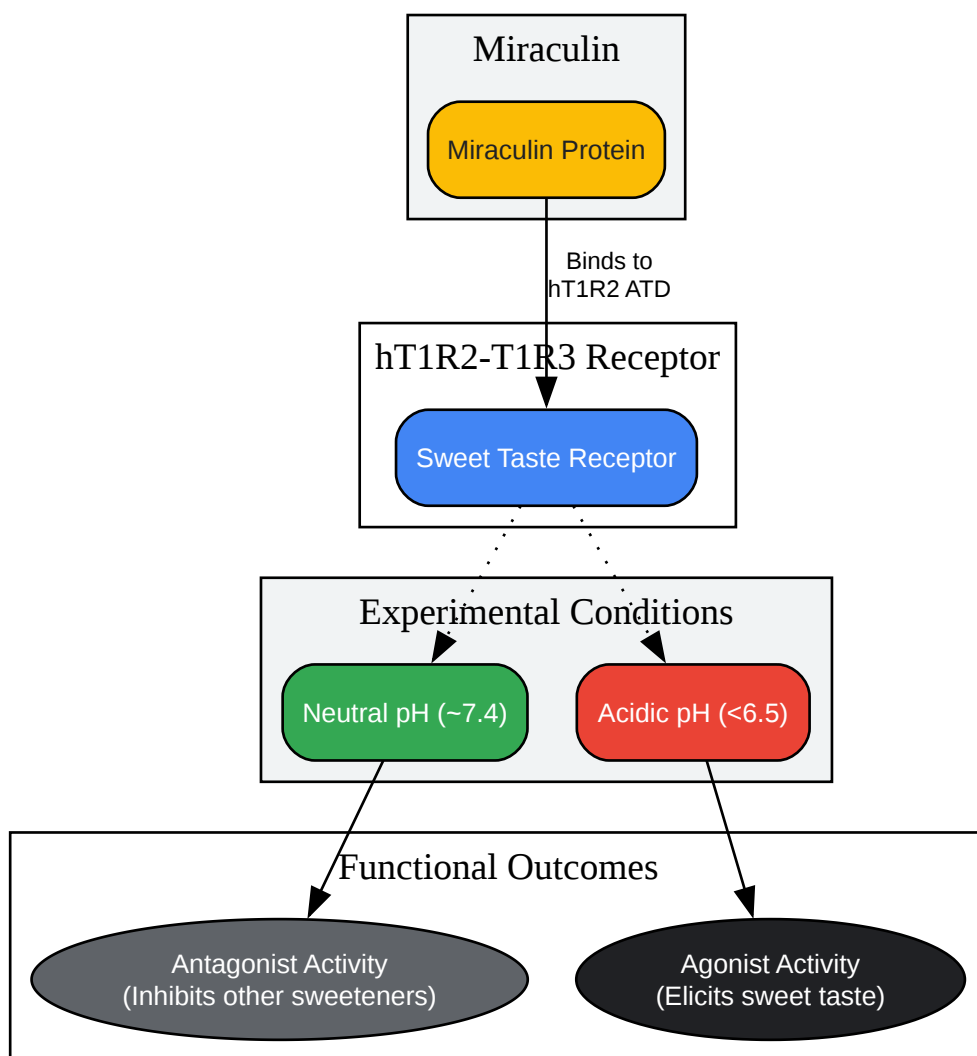 Miraculin
Miraculin Protein
Binds to
hT1R2 ATD
hT1R2-T1R3 Receptor
Sweet Taste Receptor
Experimental Conditions
Neutral pH (~7.4)
Acidic pH (<6.5)
Functional Outcomes
Antagonist Activity
(Inhibits other sweeteners)
Agonist Activity
(Elicits sweet taste)